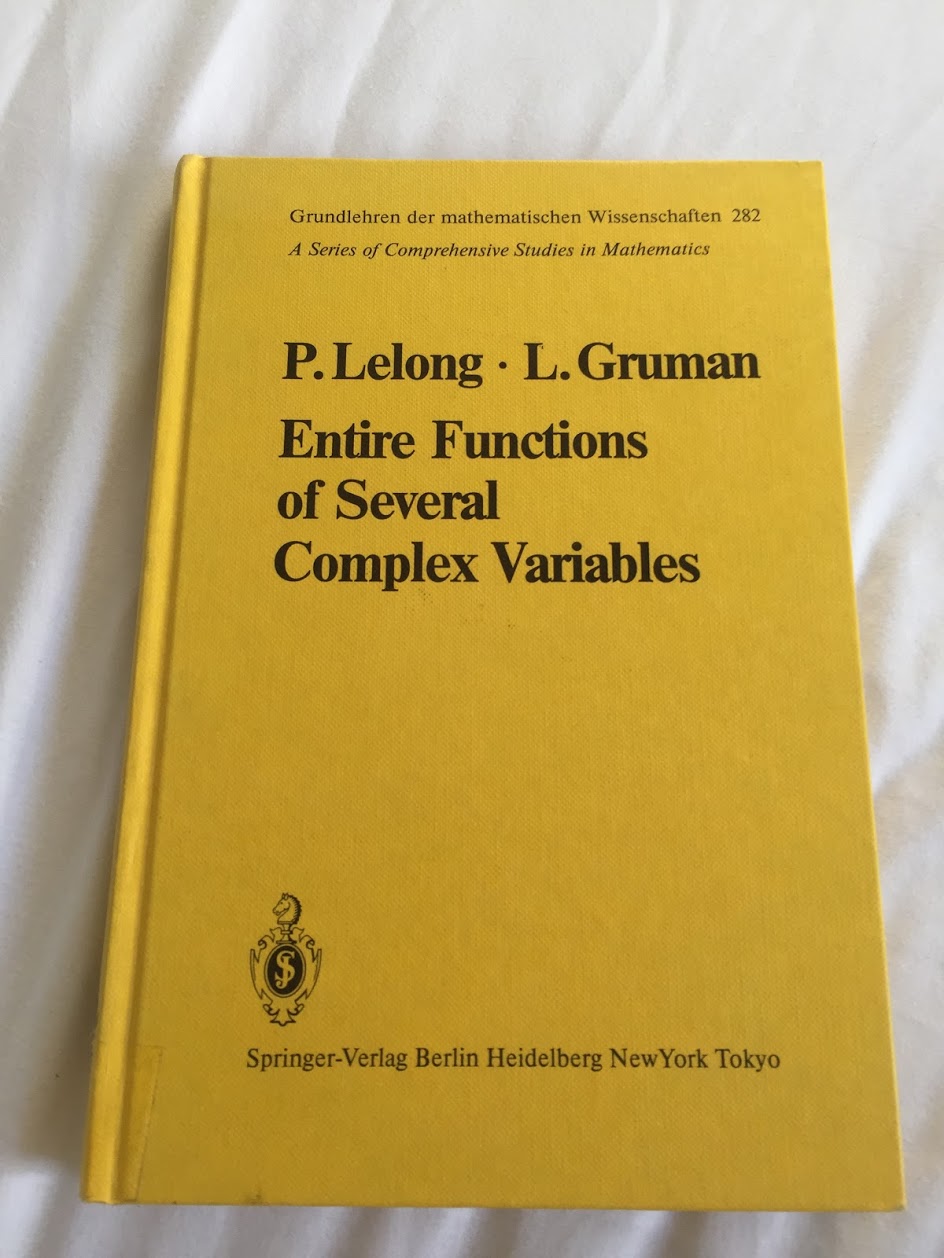 Grundlehren der mathematischen Wissenschaften 282
A Series of Comprehensive Studies in Mathematics
P. Lelong · L. Gruman
Entire Functions
of Several
Complex Variables
Springer-Verlag Berlin Heidelberg NewYork Tokyo